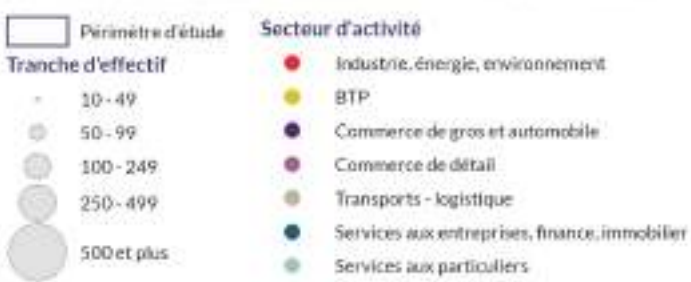 Périmètre d'étude
Tranche d'effectif
10 - 49
50 - 99
100 - 249
250 - 499
500 et plus
Secteur d'activité
Industrie, énergie, environnement
BTP
Commerce de gros et automobile
Commerce de détail
Transports - logistique
Services aux entreprises, finance, immobilier
Services aux particuliers